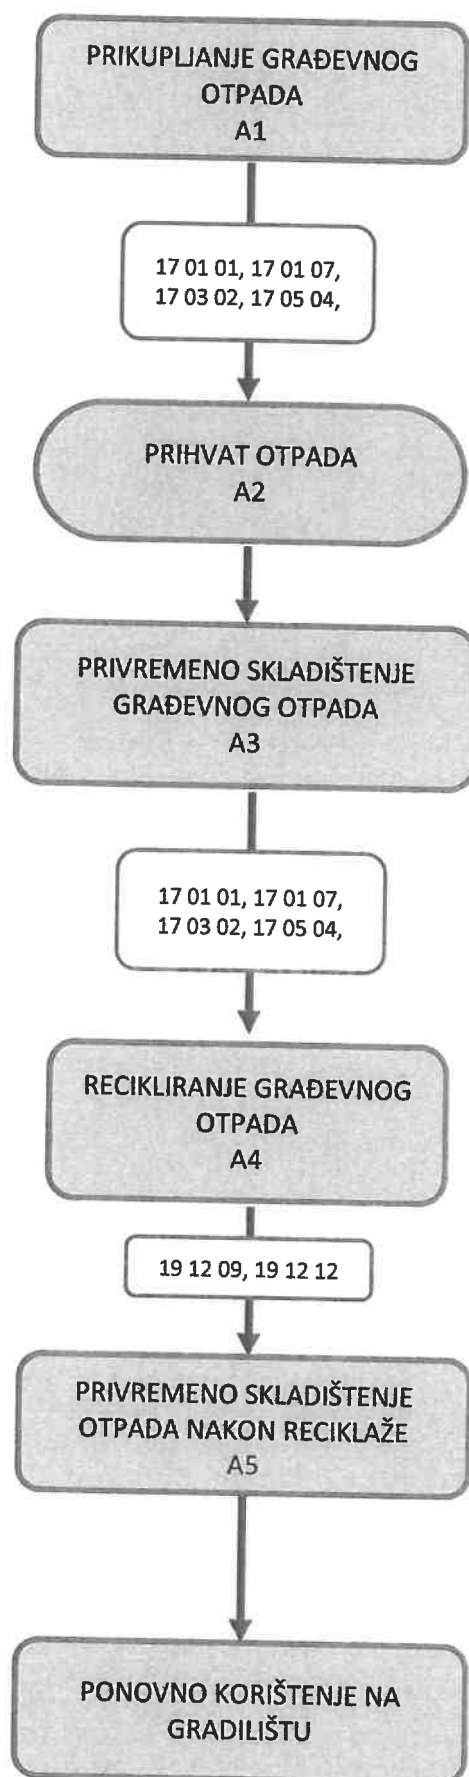 PRIKUPLJANJE GRAĐEVNOG
OTPADA
A1
17 01 01, 17 01 07,
17 03 02, 17 05 04,
PRIHVAT OTPADA
A2
PRIVREMENO SKLADIŠTENJE
GRAĐEVNOG OTPADA
A3
17 01 01, 17 01 07,
17 03 02, 17 05 04,
RECIKLIRANJE GRAĐEVNOG
OTPADA
A4
19 12 09, 19 12 12
PRIVREMENO SKLADIŠTENJE
OTPADA NAKON RECIKLAŽE
A5
PONOVNO KORIŠTENJE NA
GRADILIŠTU